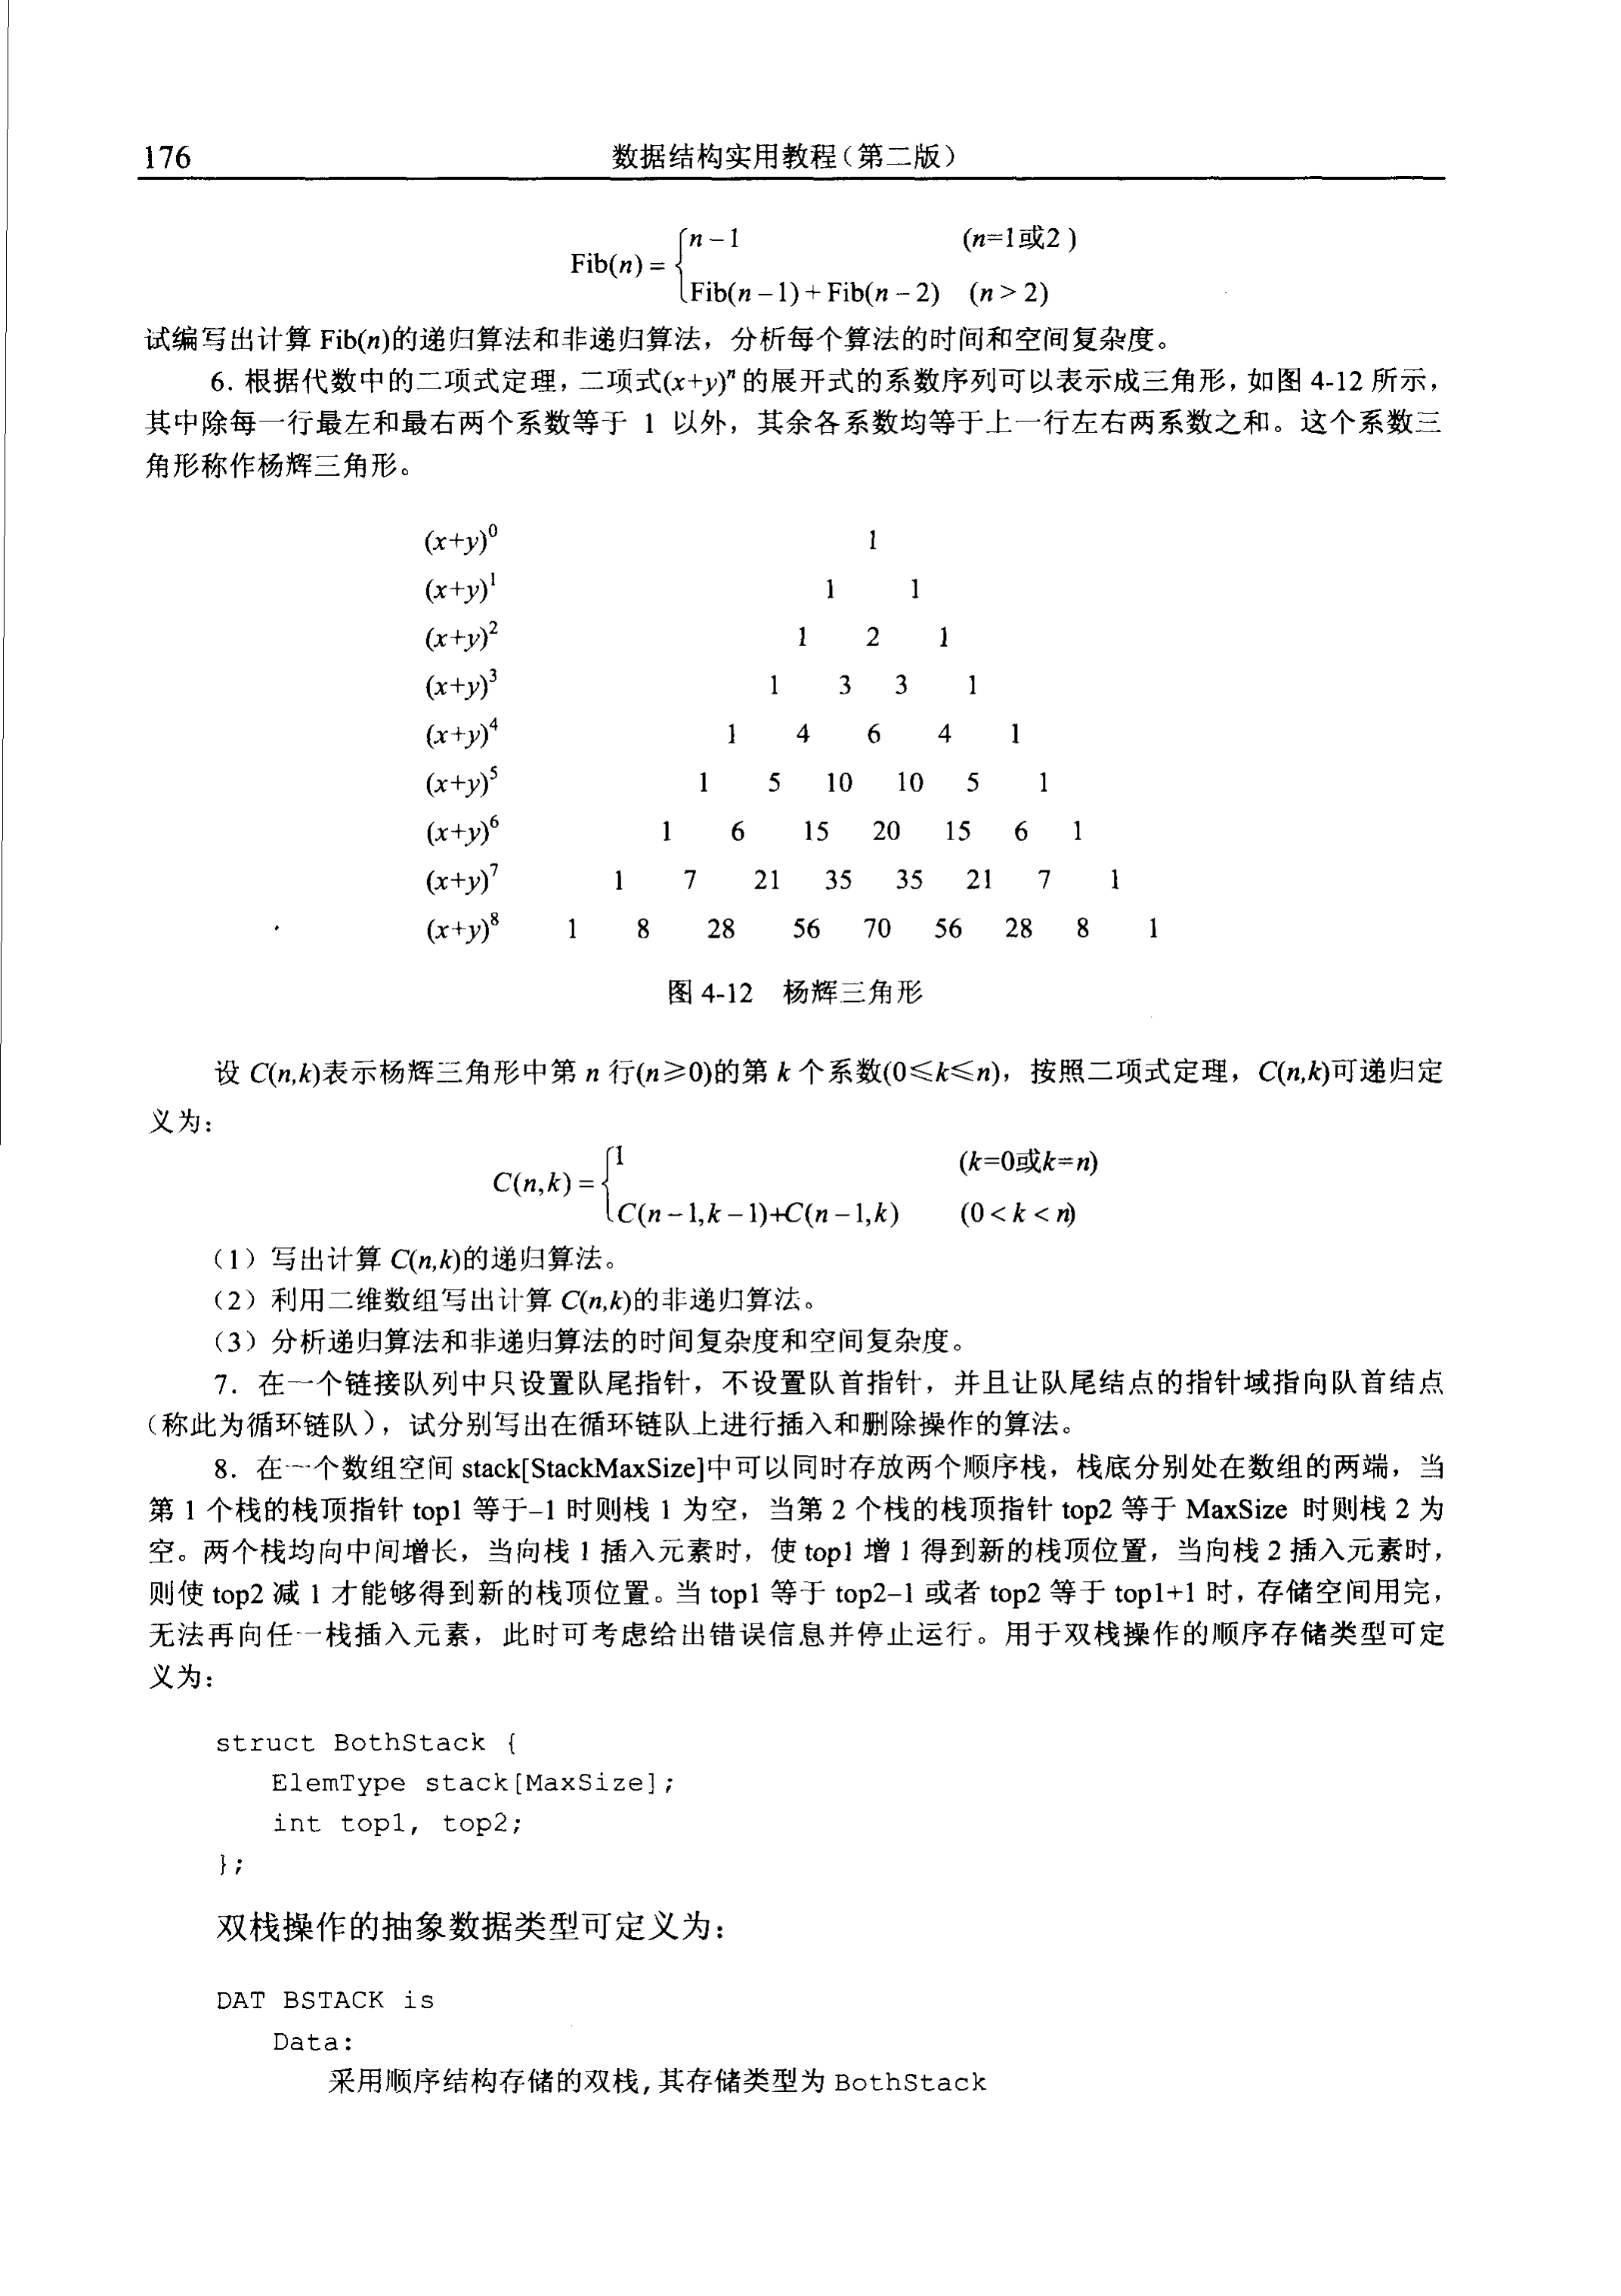 176 数据结构实用教程(第二版)
Fib(n) = { n－1 (n=1或2)
Fib(n－1)＋Fib(n－2) (n＞2)
试编写出计算 Fib(n)的递归算法和非递归算法，分析每个算法的时间和空间复杂度。
6. 根据代数中的二项式定理，二项式(x+y)ⁿ 的展开式的系数序列可以表示成三角形，如图 4-12 所示，
其中除每一行最左和最右两个系数等于 1 以外，其余各系数均等于上一行左右两系数之和。这个系数三
角形称作杨辉三角形。
(x+y)⁰ 1
(x+y)¹ 1 1
(x+y)² 1 2 1
(x+y)³ 1 3 3 1
(x+y)⁴ 1 4 6 4 1
(x+y)⁵ 1 5 10 10 5 1
(x+y)⁶ 1 6 15 20 15 6 1
(x+y)⁷ 1 7 21 35 35 21 7 1
(x+y)⁸ 1 8 28 56 70 56 28 8 1
图 4-12 杨辉三角形
设 C(n,k)表示杨辉三角形中第 n 行(n≥0)的第 k 个系数(0≤k≤n)，按照二项式定理，C(n,k)可递归定
义为：
C(n,k) = { 1 (k=0或k=n)
C(n－1,k－1)+C(n－1,k) (0＜k＜n)
（1）写出计算 C(n,k)的递归算法。
（2）利用二维数组写出计算 C(n,k)的非递归算法。
（3）分析递归算法和非递归算法的时间复杂度和空间复杂度。
7. 在一个链接队列中只设置队尾指针，不设置队首指针，并且让队尾结点的指针域指向队首结点
（称此为循环链队），试分别写出在循环链队上进行插入和删除操作的算法。
8. 在一个数组空间 stack[StackMaxSize]中可以同时存放两个顺序栈，栈底分别处在数组的两端，当
第 1 个栈的栈顶指针 top1 等于–1 时则栈 1 为空，当第 2 个栈的栈顶指针 top2 等于 MaxSize 时则栈 2 为
空。两个栈均向中间增长，当向栈 1 插入元素时，使 top1 增 1 得到新的栈顶位置，当向栈 2 插入元素时，
则使 top2 减 1 才能够得到新的栈顶位置。当 top1 等于 top2–1 或者 top2 等于 top1+1 时，存储空间用完，
无法再向任一栈插入元素，此时可考虑给出错误信息并停止运行。用于双栈操作的顺序存储类型可定
义为：
struct BothStack {
ElemType stack[MaxSize];
int top1, top2;
};
双栈操作的抽象数据类型可定义为：
DAT BSTACK is
Data:
采用顺序结构存储的双栈,其存储类型为 BothStack